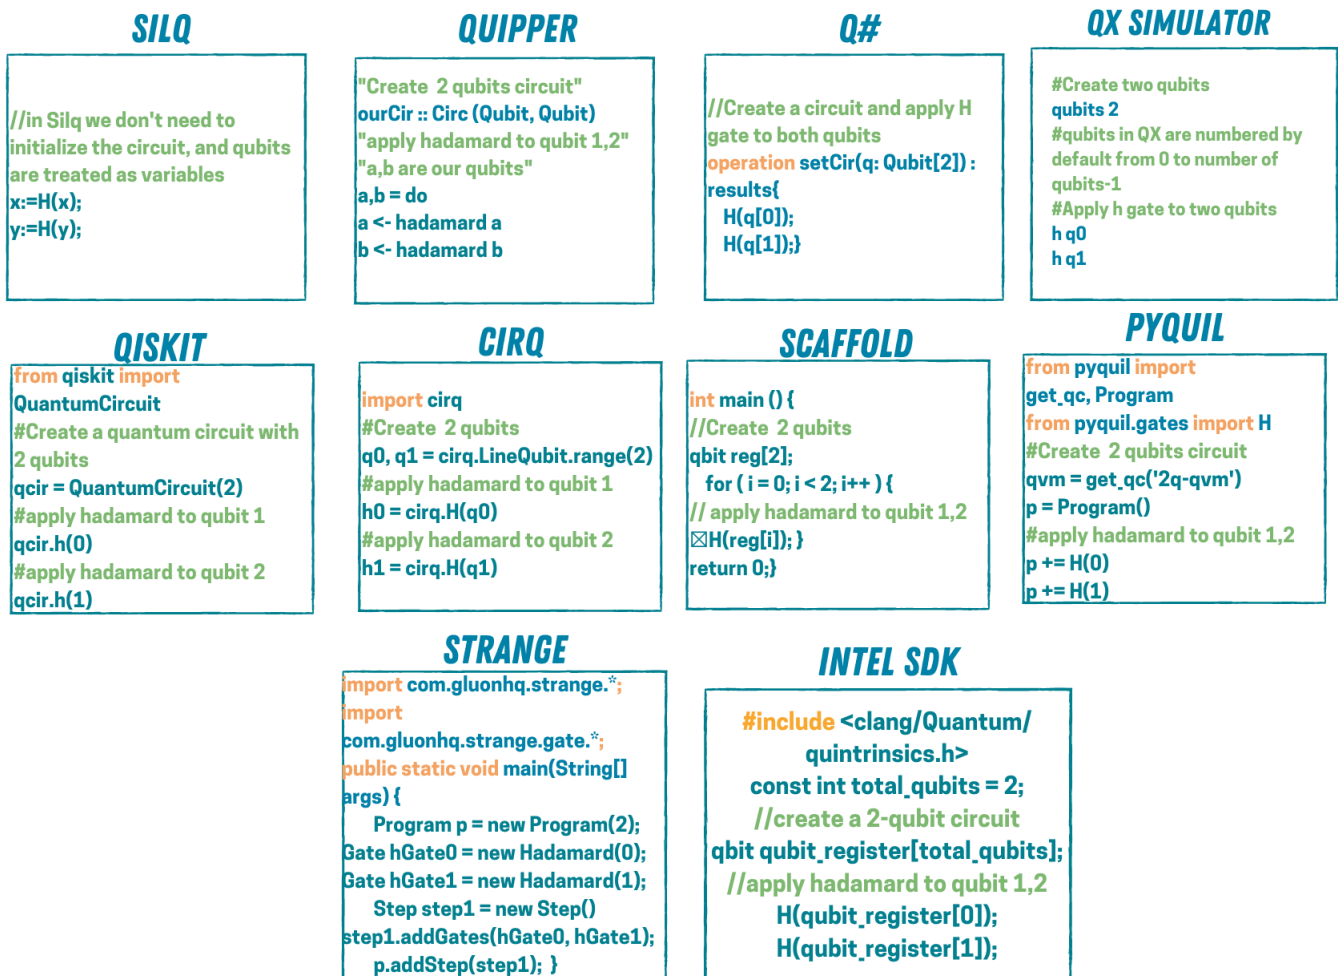 SILQ
//in Silq we don't need to
initialize the circuit, and qubits
are treated as variables
x:=H(x);
y:=H(y);
QUIPPER
"Create 2 qubits circuit"
ourCir :: Circ (Qubit, Qubit)
"apply hadamard to qubit 1,2"
"a,b are our qubits"
a,b = do
a <- hadamard a
b <- hadamard b
Q#
//Create a circuit and apply H
gate to both qubits
operation setCir(q: Qubit[2]) :
results{
H(q[0]);
H(q[1]);}
QX SIMULATOR
#Create two qubits
qubits 2
#qubits in QX are numbered by
default from 0 to number of
qubits-1
#Apply h gate to two qubits
h q0
h q1
QISKIT
from qiskit import
QuantumCircuit
#Create a quantum circuit with
2 qubits
qcir = QuantumCircuit(2)
#apply hadamard to qubit 1
qcir.h(0)
#apply hadamard to qubit 2
qcir.h(1)
CIRQ
import cirq
#Create 2 qubits
q0, q1 = cirq.LineQubit.range(2)
#apply hadamard to qubit 1
h0 = cirq.H(q0)
#apply hadamard to qubit 2
h1 = cirq.H(q1)
SCAFFOLD
int main () {
//Create 2 qubits
qbit reg[2];
for ( i = 0; i < 2; i++ ) {
// apply hadamard to qubit 1,2
☒H(reg[i]); }
return 0;}
PYQUIL
from pyquil import
get_qc, Program
from pyquil.gates import H
#Create 2 qubits circuit
qvm = get_qc('2q-qvm')
p = Program()
#apply hadamard to qubit 1,2
p += H(0)
p += H(1)
STRANGE
import com.gluonhq.strange.*;
import
com.gluonhq.strange.gate.*;
public static void main(String[]
args) {
Program p = new Program(2);
Gate hGate0 = new Hadamard(0);
Gate hGate1 = new Hadamard(1);
Step step1 = new Step()
step1.addGates(hGate0, hGate1);
p.addStep(step1); }
INTEL SDK
#include <clang/Quantum/
quintrinsics.h>
const int total_qubits = 2;
//create a 2-qubit circuit
qbit qubit_register[total_qubits];
//apply hadamard to qubit 1,2
H(qubit_register[0]);
H(qubit_register[1]);